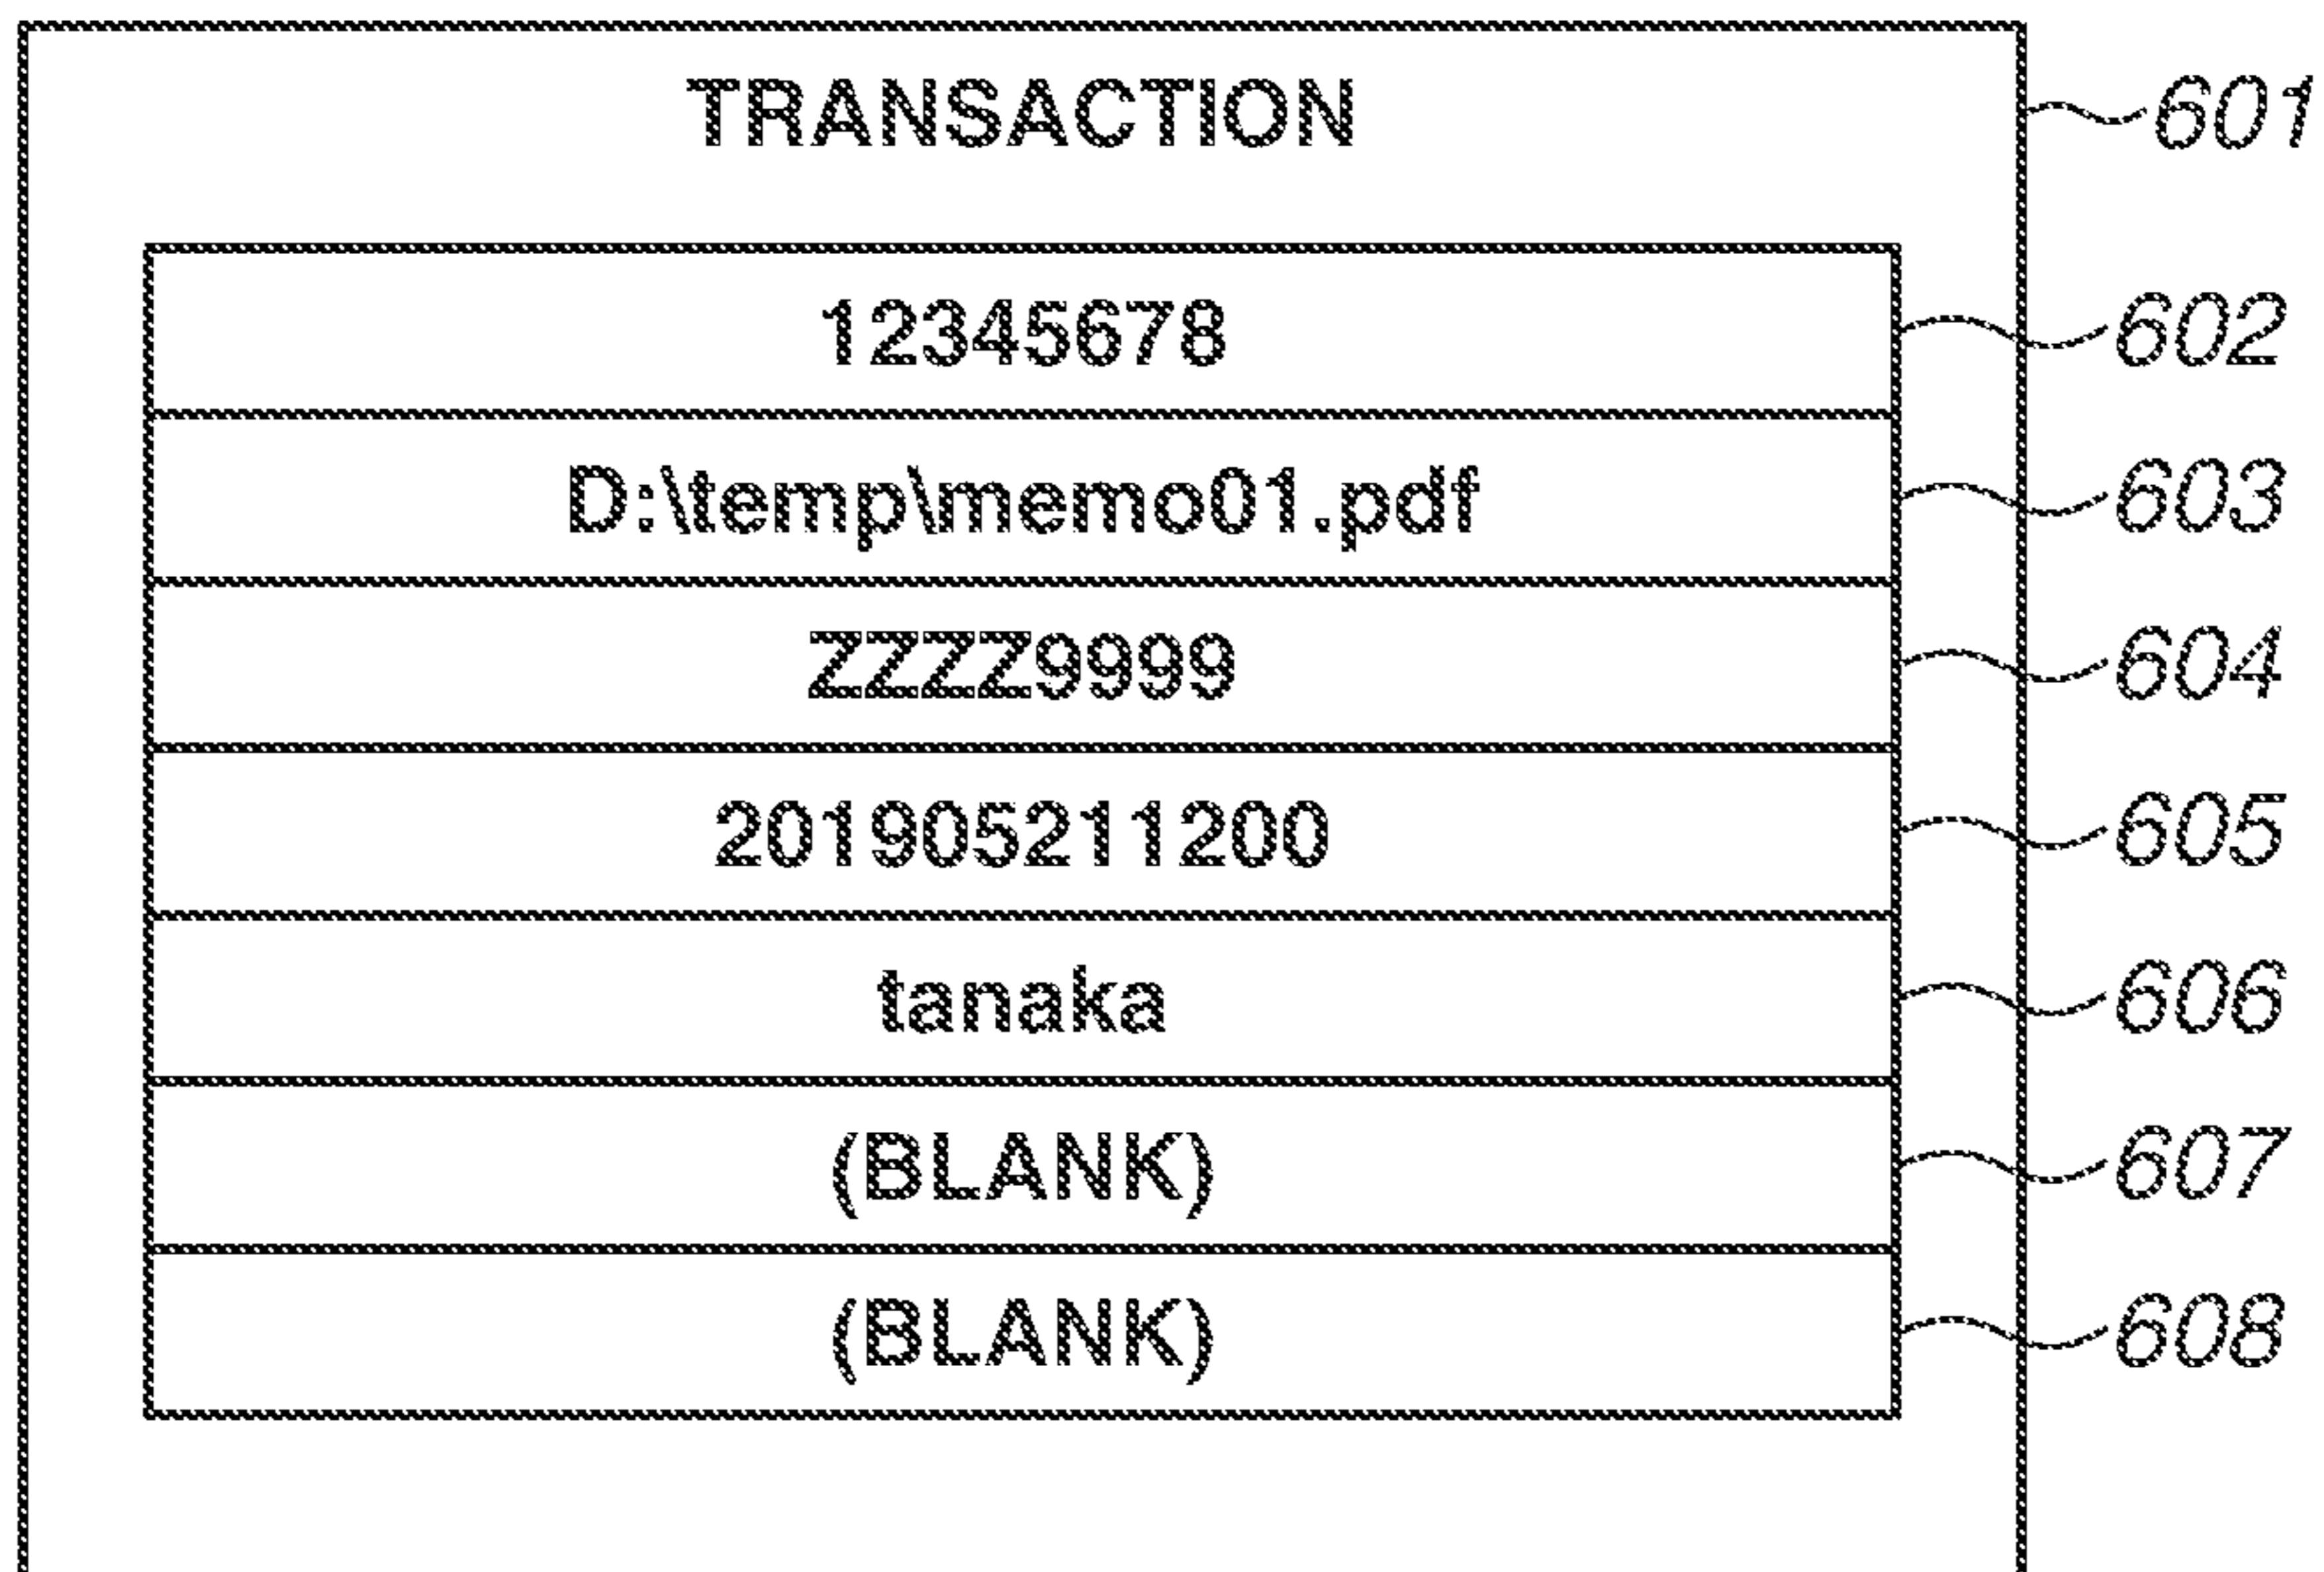 TRANSACTION 601
12345678 602
D:\temp\memo01.pdf 603
ZZZZ9999 604
201905211200 605
tanaka 606
(BLANK) 607
(BLANK) 608